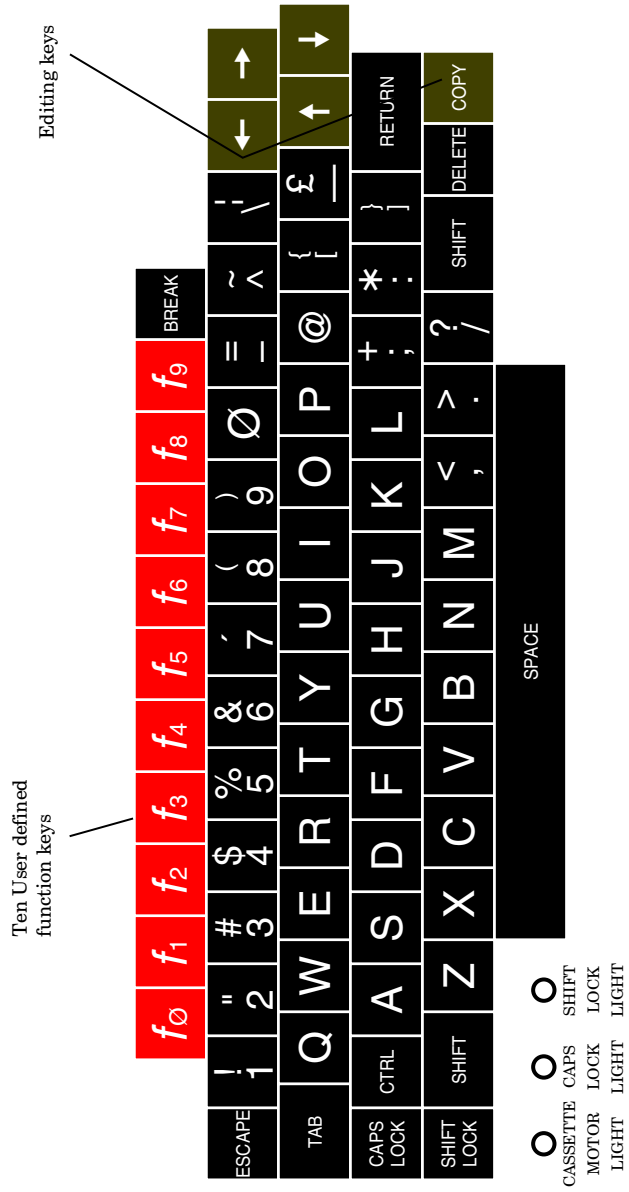 Ten User defined
function keys
Editing keys
fØ f1 f2 f3 f4 f5 f6 f7 f8 f9 BREAK
! " # $ % & ´ ( ) = ~ ¦
ESCAPE 1 2 3 4 5 6 7 8 9 Ø — ^ \ ← →
{ £
TAB Q W E R T Y U I O P @ [ _ ↑ ↓
+ * }
CAPS LOCK CTRL A S D F G H J K L ; : ] RETURN
< > ?
SHIFT LOCK SHIFT Z X C V B N M , . / SHIFT DELETE COPY
SPACE
CASSETTE
MOTOR
LIGHT
CAPS
LOCK
LIGHT
SHIFT
LOCK
LIGHT